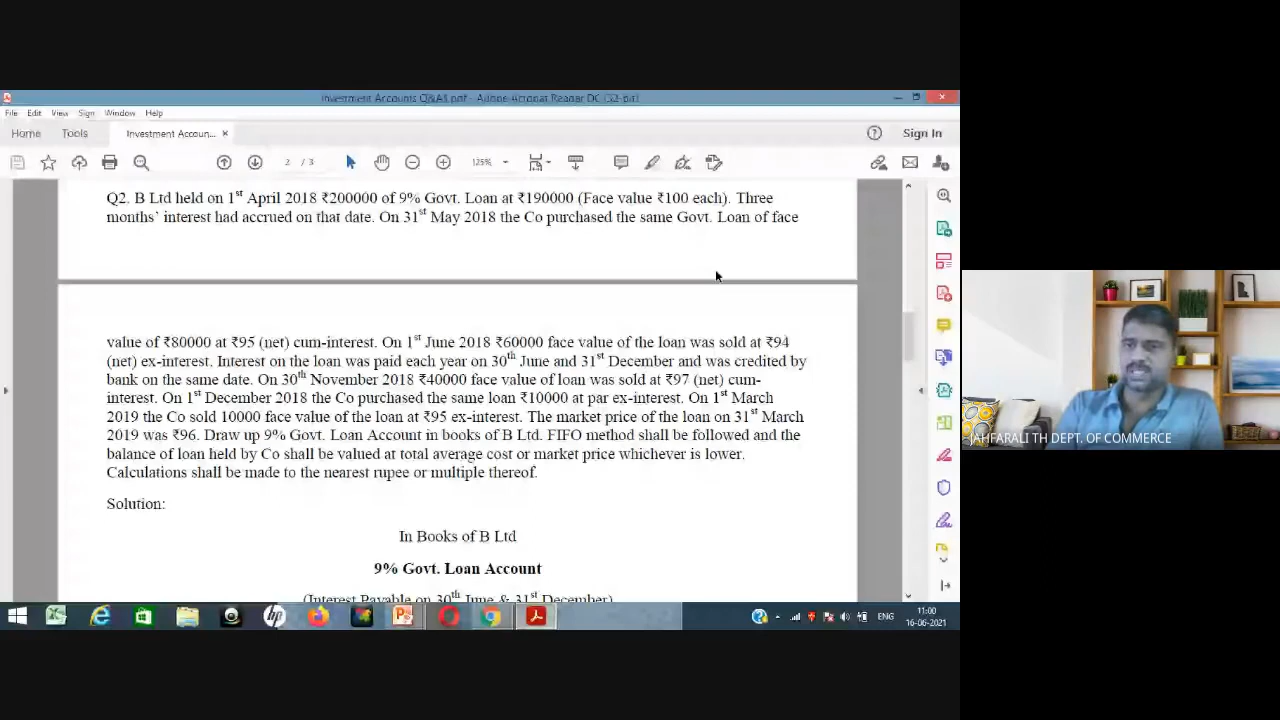 Investment Accounts Q&AS.pdf - Adobe Acrobat Reader DC (32-bit)
File Edit View Sign Window Help
Home Tools Investment Accoun... × Sign In
2 / 3 125%
Q2. B Ltd held on 1st April 2018 ₹200000 of 9% Govt. Loan at ₹190000 (Face value ₹100 each). Three
months’ interest had accrued on that date. On 31st May 2018 the Co purchased the same Govt. Loan of face
value of ₹80000 at ₹95 (net) cum-interest. On 1st June 2018 ₹60000 face value of the loan was sold at ₹94
(net) ex-interest. Interest on the loan was paid each year on 30th June and 31st December and was credited by
bank on the same date. On 30th November 2018 ₹40000 face value of loan was sold at ₹97 (net) cum-
interest. On 1st December 2018 the Co purchased the same loan ₹10000 at par ex-interest. On 1st March
2019 the Co sold 10000 face value of the loan at ₹95 ex-interest. The market price of the loan on 31st March
2019 was ₹96. Draw up 9% Govt. Loan Account in books of B Ltd. FIFO method shall be followed and the
balance of loan held by Co shall be valued at total average cost or market price whichever is lower.
Calculations shall be made to the nearest rupee or multiple thereof.
Solution:
In Books of B Ltd
9% Govt. Loan Account
(Interest Payable on 30th June & 31st December)
JAHFARALI TH DEPT. OF COMMERCE
ENG
11:00
16-06-2021